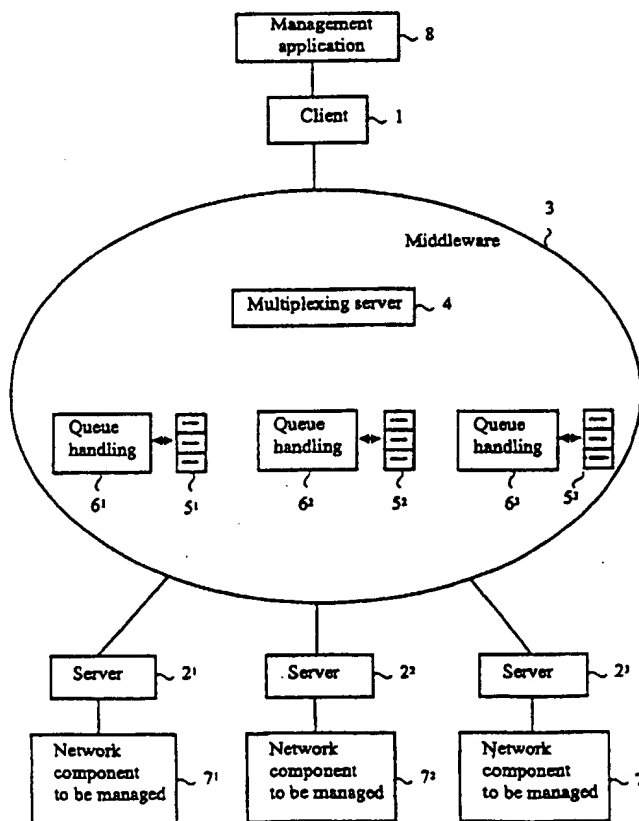 Management
application
8
Client
1
3
Middleware
Multiplexing server
4
Queue
handling
Queue
handling
Queue
handling
6¹
5¹
6²
5²
6³
5³
Server
2¹
Server
2²
Server
2³
Network
component
to be managed
7¹
Network
component
to be managed
7²
Network
component
to be managed
7